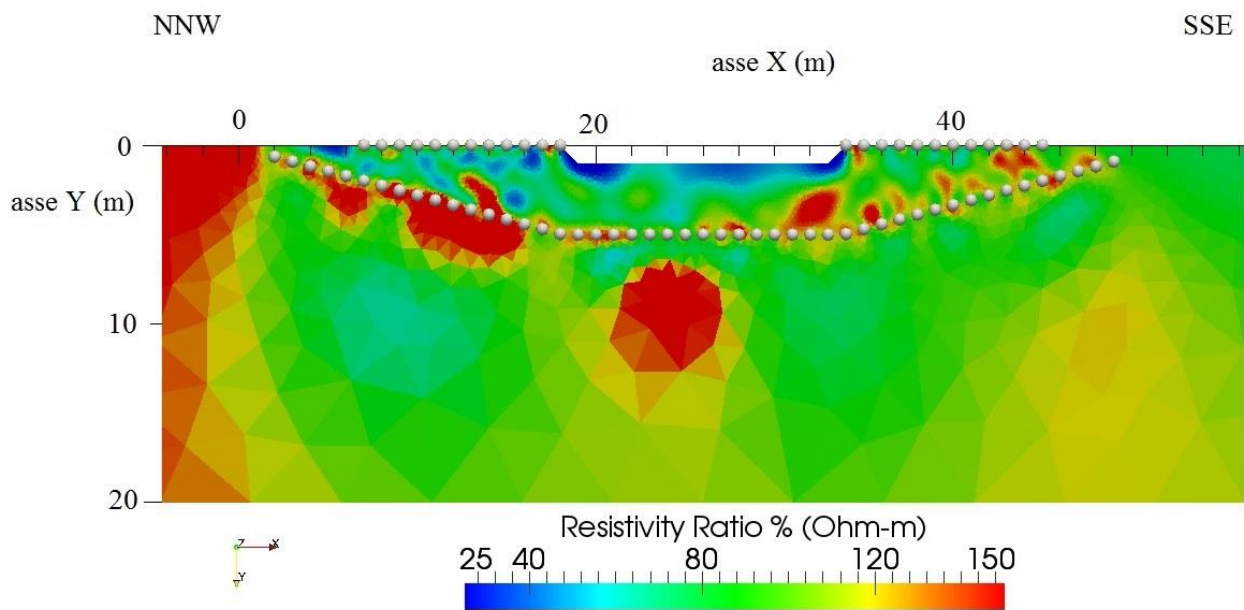 NNW SSE
asse X (m)
0 20 40
0
asse Y (m)
10
20
Resistivity Ratio % (Ohm-m)
Z X
Y
25 40 80 120 150